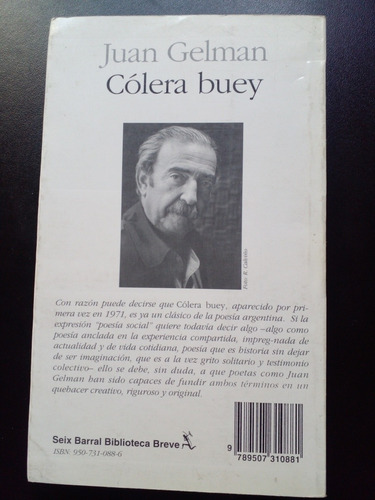 Juan Gelman
Cólera buey
Con razón puede decirse que Cólera buey, aparecido por pri-
mera vez en 1971, es ya un clásico de la poesía argentina. Si la
expresión "poesía social" quiere todavía decir algo –algo como
poesía anclada en la experiencia compartida, impreg-nada de
actualidad y de vida cotidiana, poesía que es historia sin dejar
de ser imaginación, que es a la vez grito solitario y testimonio
colectivo– ello se debe, sin duda, a que poetas como Juan
Gelman han sido capaces de fundir ambos términos en un
quehacer creativo, riguroso y original.
Seix Barral Biblioteca Breve
ISBN: 950-731-088-6
9 789507 310881